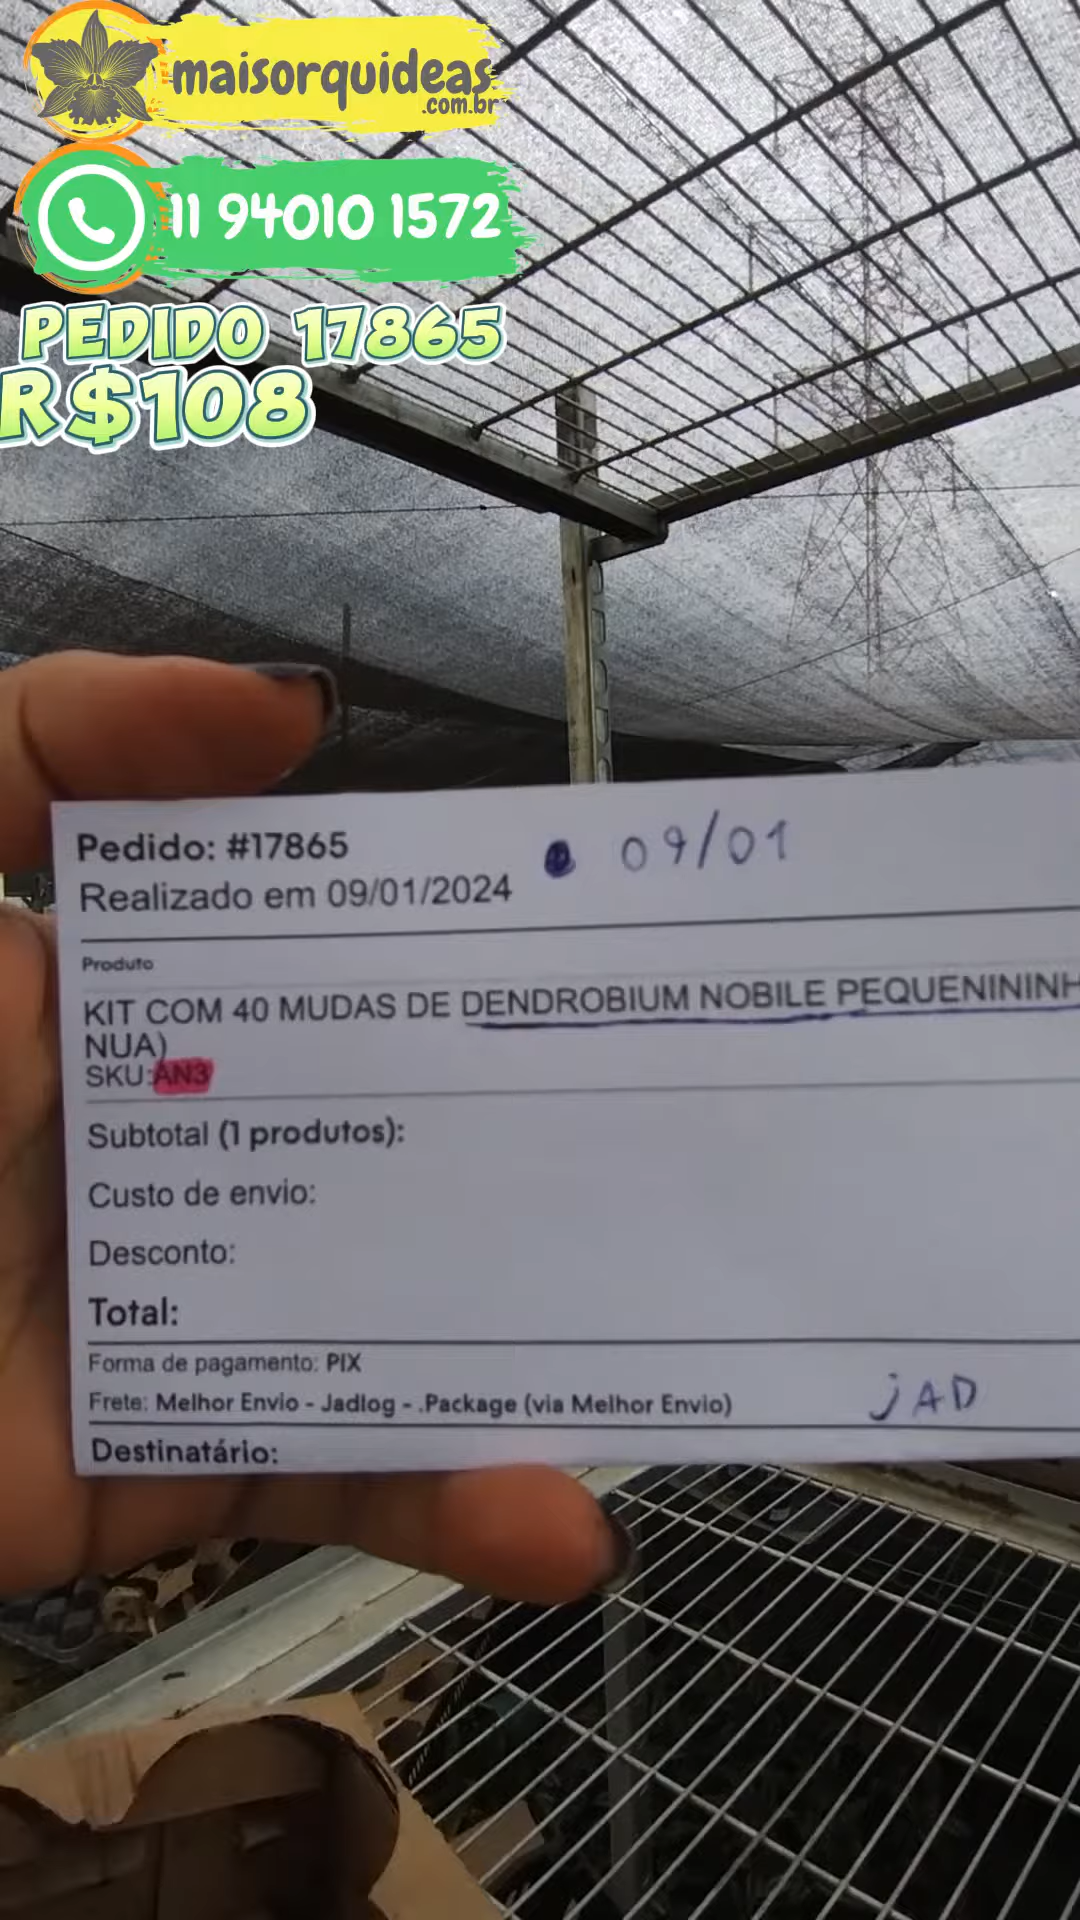 maisorquideas
.com.br
11 94010 1572
PEDIDO 17865
R$108
Pedido: #17865
09/01
Realizado em 09/01/2024
Produto
KIT COM 40 MUDAS DE DENDROBIUM NOBILE PEQUENININH
NUA)
SKU:AN3
Subtotal (1 produtos):
Custo de envio:
Desconto:
Total:
Forma de pagamento: PIX
Frete: Melhor Envio - Jadlog - .Package (via Melhor Envio)
jAD
Destinatário: